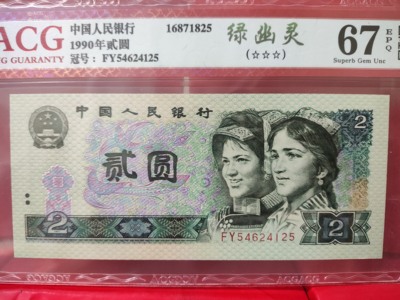 ACG
NG GUARANTY
中国人民银行
1990年贰圆
冠号：FY54624125
16871825
绿幽灵
(☆☆☆)
67
EPQ
Superb Gem Unc
中国人民银行
2
贰圆
2
2
FY54624125